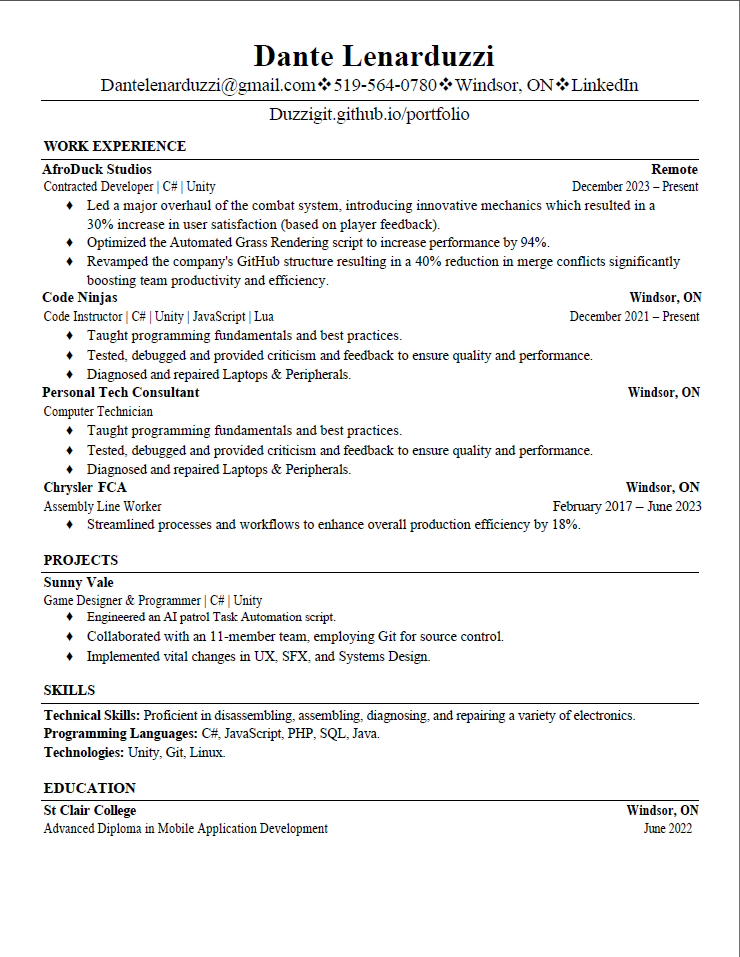 Dante Lenarduzzi
Dantelenarduzzi@gmail.com❖519-564-0780❖Windsor, ON❖LinkedIn
Duzzigit.github.io/portfolio
WORK EXPERIENCE
AfroDuck Studios Remote
Contracted Developer | C# | Unity December 2023 – Present
♦ Led a major overhaul of the combat system, introducing innovative mechanics which resulted in a
30% increase in user satisfaction (based on player feedback).
♦ Optimized the Automated Grass Rendering script to increase performance by 94%.
♦ Revamped the company's GitHub structure resulting in a 40% reduction in merge conflicts significantly
boosting team productivity and efficiency.
Code Ninjas Windsor, ON
Code Instructor | C# | Unity | JavaScript | Lua December 2021 – Present
♦ Taught programming fundamentals and best practices.
♦ Tested, debugged and provided criticism and feedback to ensure quality and performance.
♦ Diagnosed and repaired Laptops & Peripherals.
Personal Tech Consultant Windsor, ON
Computer Technician
♦ Taught programming fundamentals and best practices.
♦ Tested, debugged and provided criticism and feedback to ensure quality and performance.
♦ Diagnosed and repaired Laptops & Peripherals.
Chrysler FCA Windsor, ON
Assembly Line Worker February 2017 – June 2023
♦ Streamlined processes and workflows to enhance overall production efficiency by 18%.
PROJECTS
Sunny Vale
Game Designer & Programmer | C# | Unity
♦ Engineered an AI patrol Task Automation script.
♦ Collaborated with an 11-member team, employing Git for source control.
♦ Implemented vital changes in UX, SFX, and Systems Design.
SKILLS
Technical Skills: Proficient in disassembling, assembling, diagnosing, and repairing a variety of electronics.
Programming Languages: C#, JavaScript, PHP, SQL, Java.
Technologies: Unity, Git, Linux.
EDUCATION
St Clair College Windsor, ON
Advanced Diploma in Mobile Application Development June 2022